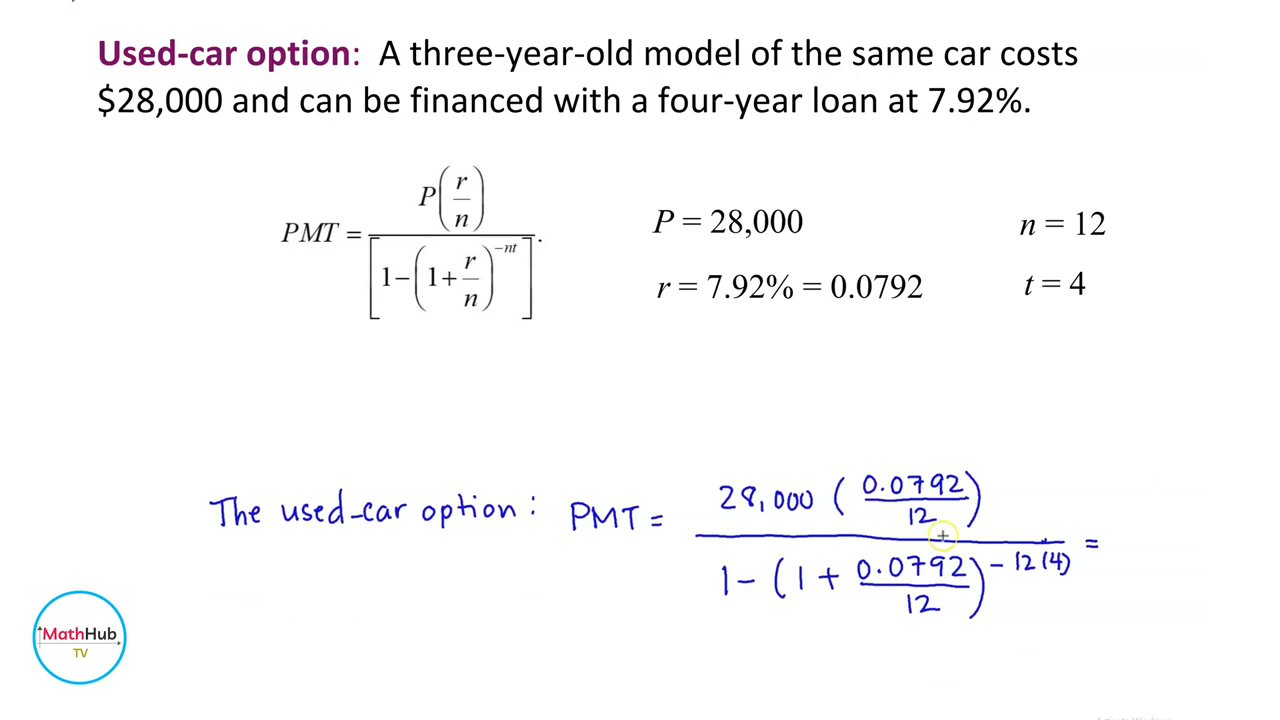 Used-car option: A three-year-old model of the same car costs
$28,000 and can be financed with a four-year loan at 7.92%.
PMT = P(r/n) / [1−(1+r/n)^−nt].
P = 28,000
n = 12
r = 7.92% = 0.0792
t = 4
The used-car option: PMT = 28,000 (0.0792/12) / 1−(1+0.0792/12)^−12(4) =
MathHub
TV